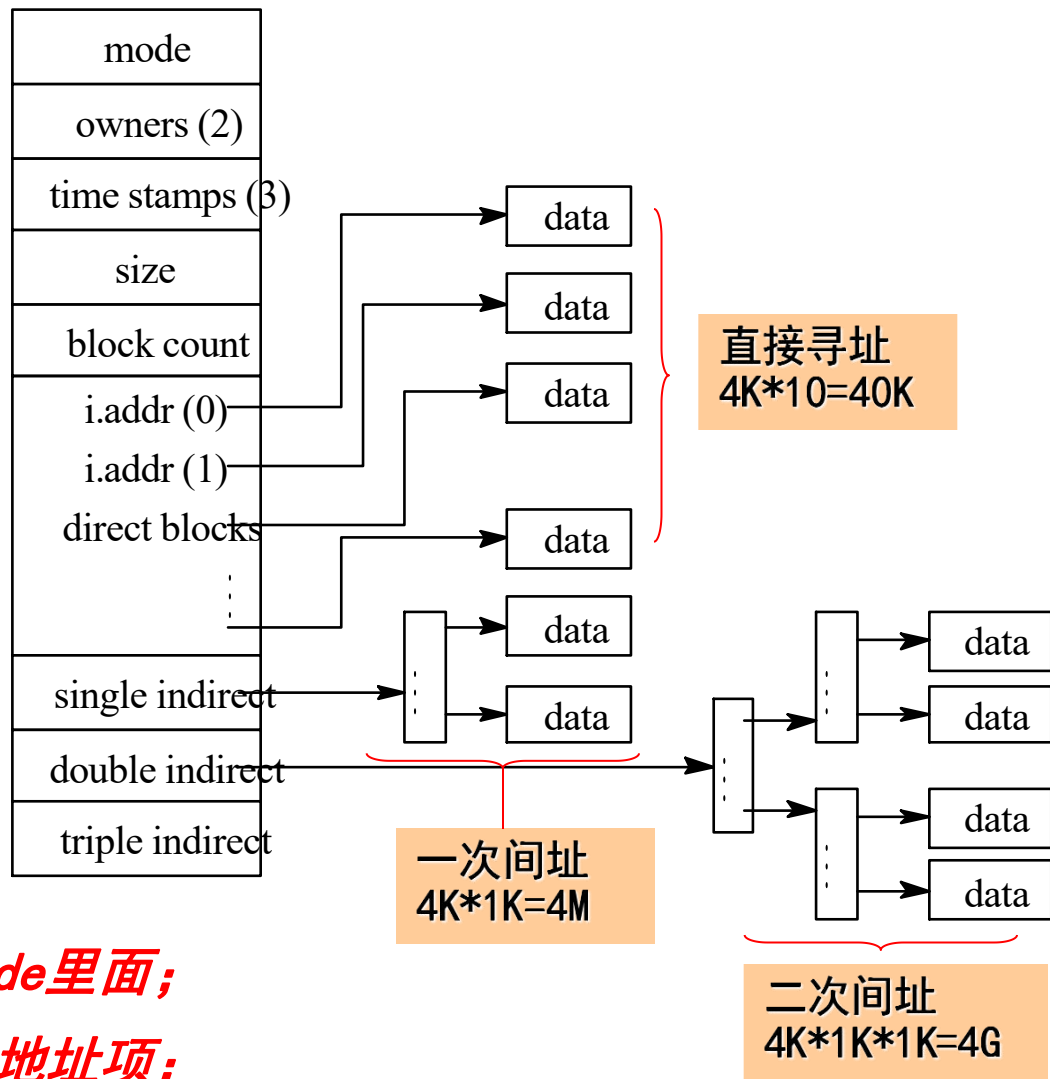 mode
owners (2)
time stamps (3)
size
block count
i.addr (0)
i.addr (1)
direct blocks
single indirect
double indirect
triple indirect
data
data
data
data
data
data
data
data
data
data
直接寻址
4K*10=40K
一次间址
4K*1K=4M
二次间址
4K*1K*1K=4G
de里面；
地址项：